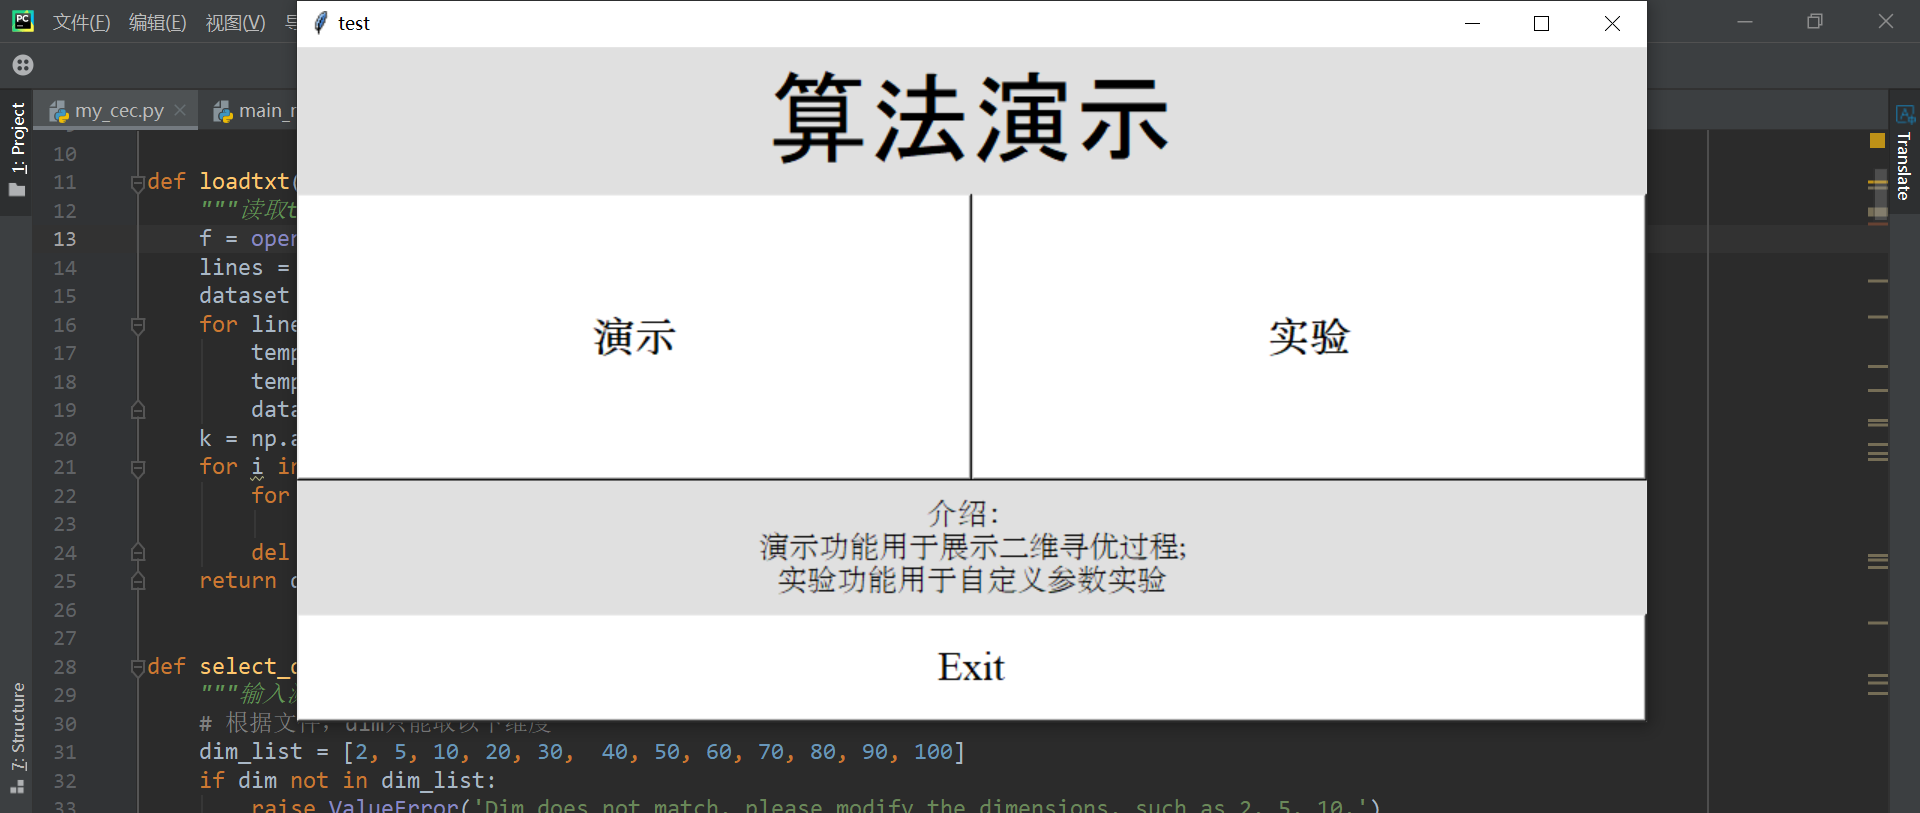 文件(F) 编辑(E) 视图(V)
test
my_cec.py
main_r
1: Project
7: Structure
Translate
算法演示
演示
实验
介绍:
演示功能用于展示二维寻优过程;
实验功能用于自定义参数实验
Exit
10
11 def loadtxt(
12 """读取t
13 f = open
14 lines =
15 dataset
16 for line
17 temp
18 temp
19 data
20 k = np.a
21 for i in
22 for
23
24 del
25 return
26
27
28 def select_
29 """输入
30 # 根据文件，dim只能取以下维度
31 dim_list = [2, 5, 10, 20, 30,  40, 50, 60, 70, 80, 90, 100]
32 if dim not in dim_list:
33 raise ValueError('Dim does not match, please modify the dimensions, such as 2, 5, 10.')